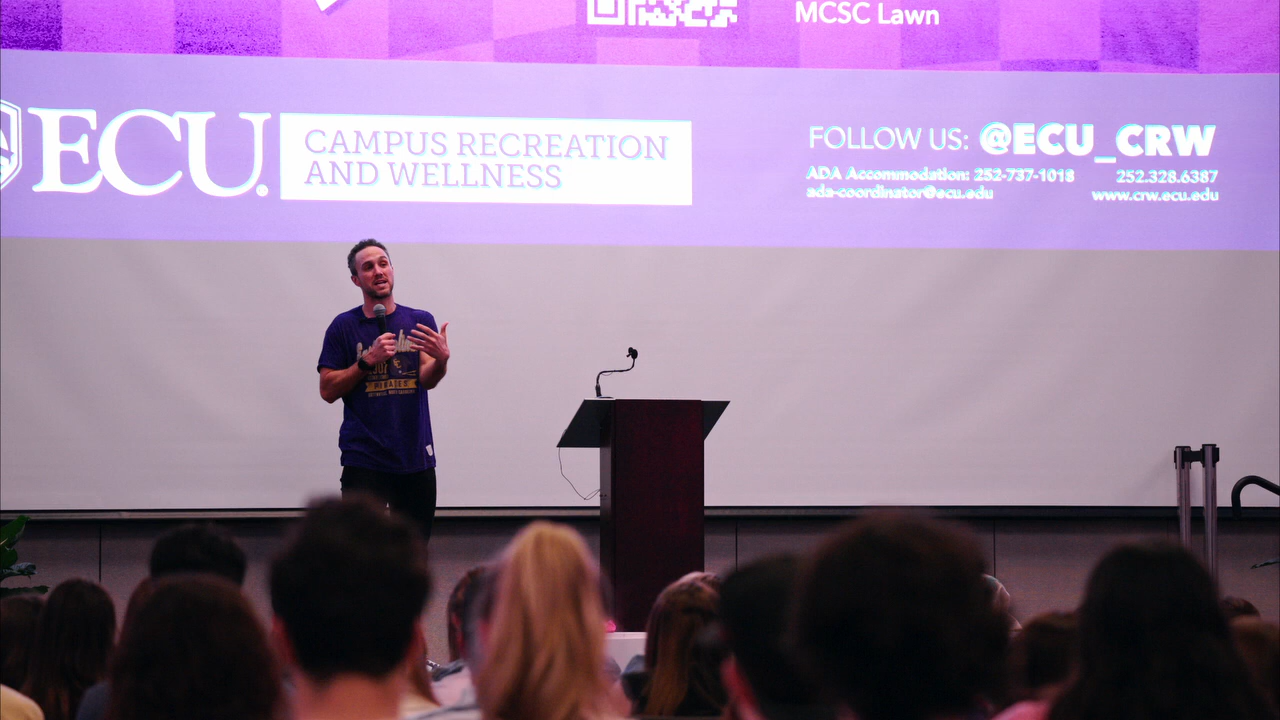 MCSC Lawn
ECU.
CAMPUS RECREATION
AND WELLNESS
FOLLOW US: @ECU_CRW
ADA Accommodation: 252-737-1018
ada-coordinator@ecu.edu
252.328.6387
www.crw.ecu.edu
PIRATES